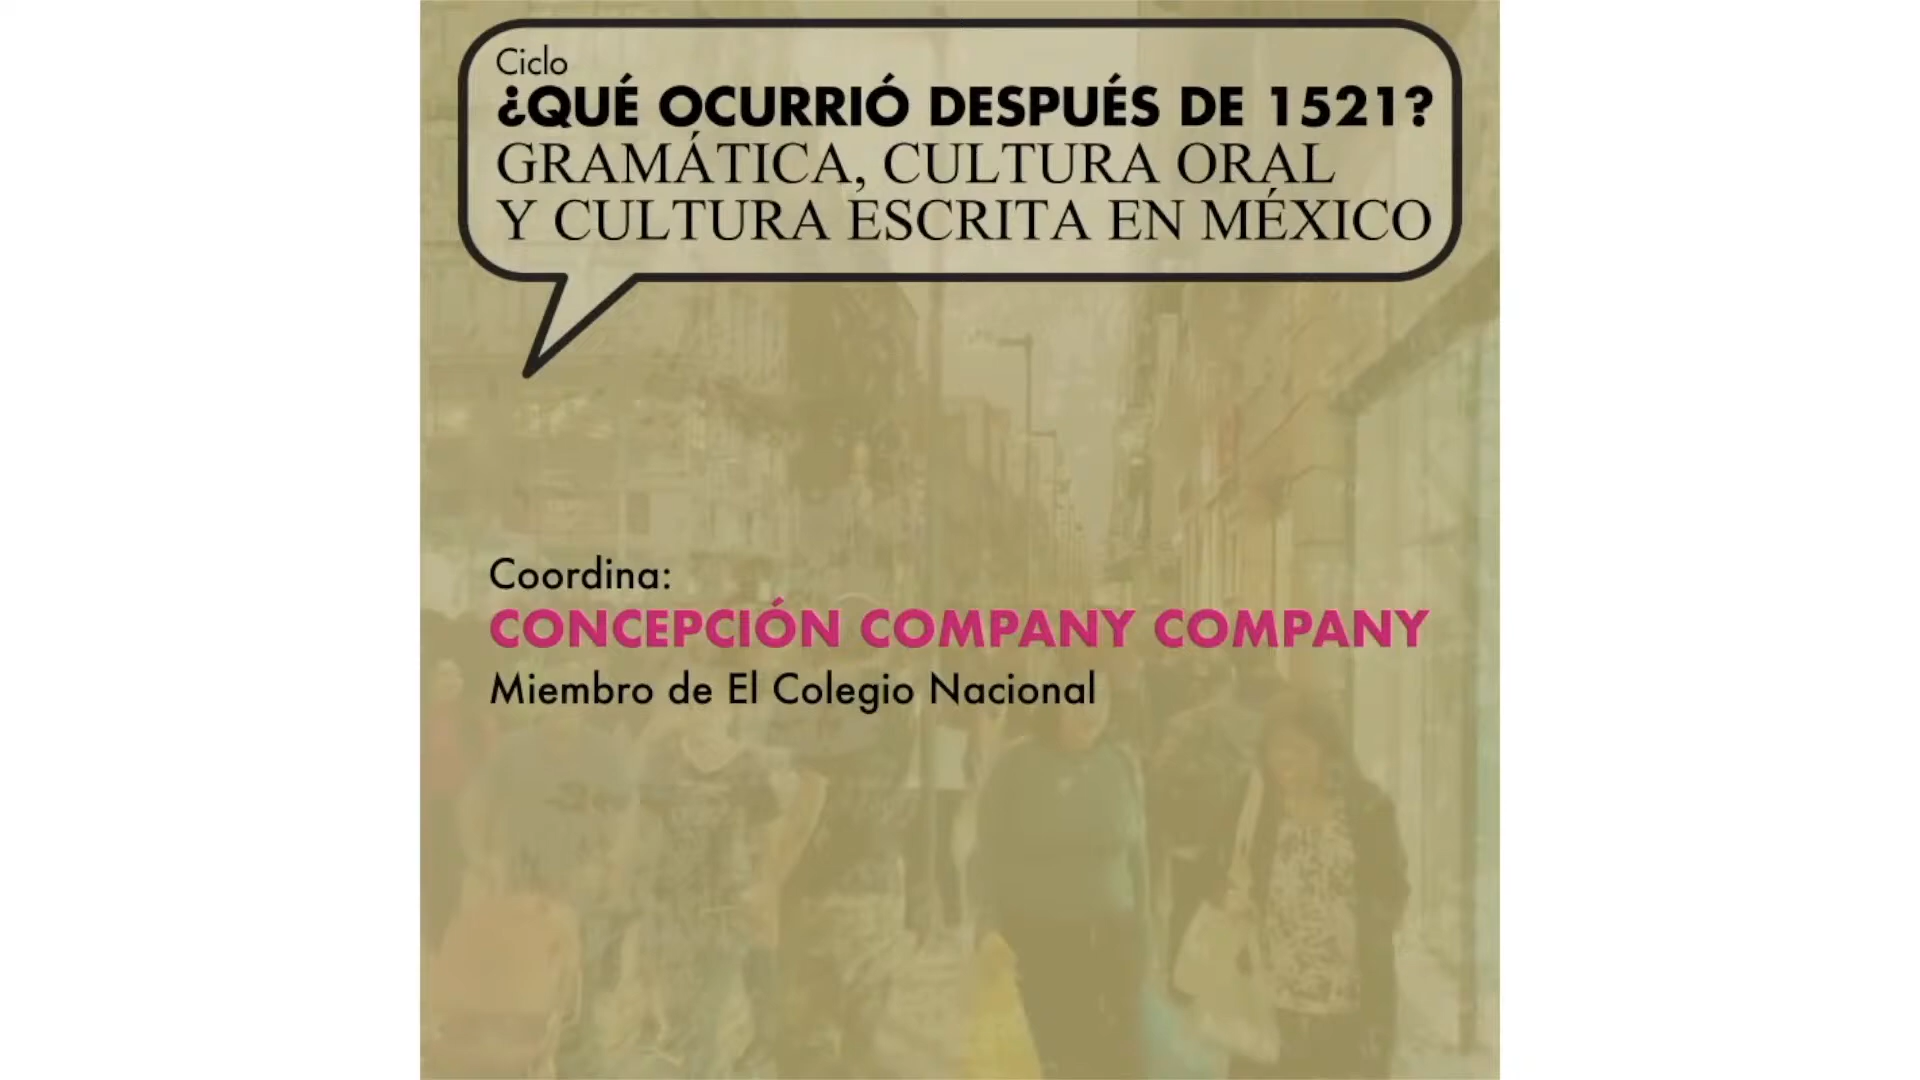 Ciclo
¿QUÉ OCURRIÓ DESPUÉS DE 1521?
GRAMÁTICA, CULTURA ORAL
Y CULTURA ESCRITA EN MÉXICO
Coordina:
CONCEPCIÓN COMPANY COMPANY
Miembro de El Colegio Nacional